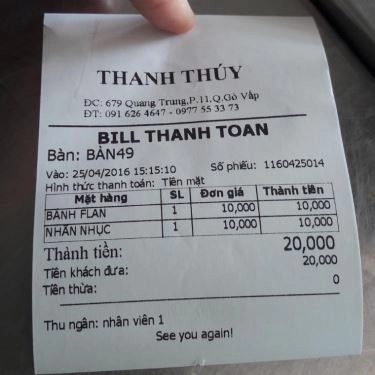 THANH THÚY
ĐC: 679 Quang Trung,P.11,Q.Gò Vấp
ĐT: 091 626 4647 - 0977 55 33 73
BILL THANH TOAN
Bàn: BÀN49
Vào: 25/04/2016 15:15:10 Số phiếu: 1160425014
Hình thức thanh toán: Tiền mặt
Mặt hàng SL Đơn giá Thành tiền
BÁNH FLAN 1 10,000 10,000
NHÃN NHỤC 1 10,000 10,000
Thành tiền: 20,000
Tiền khách đưa: 20,000
Tiền thừa: 0
Thu ngân: nhân viên 1
See you again!